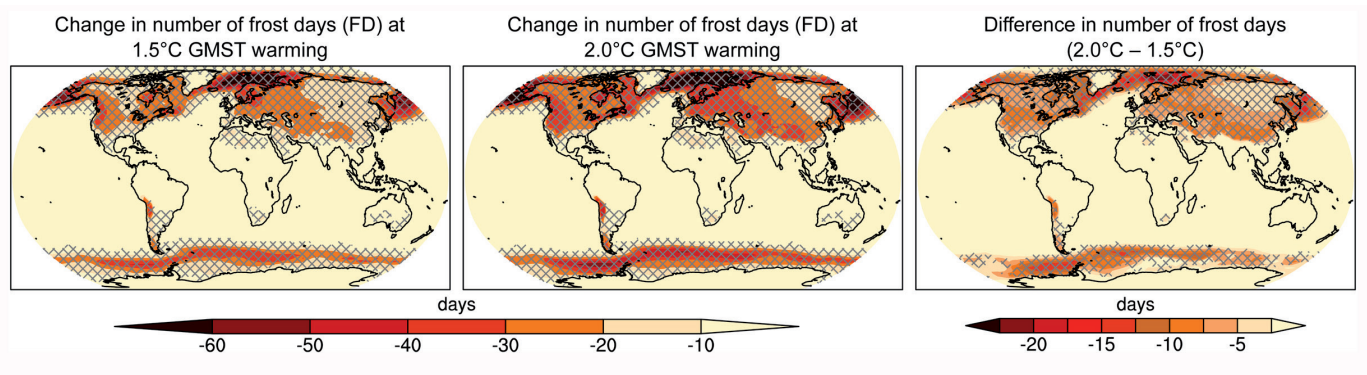 Change in number of frost days (FD) at
1.5°C GMST warming
Change in number of frost days (FD) at
2.0°C GMST warming
Difference in number of frost days
(2.0°C – 1.5°C)
days
-60 -50 -40 -30 -20 -10
days
-20 -15 -10 -5